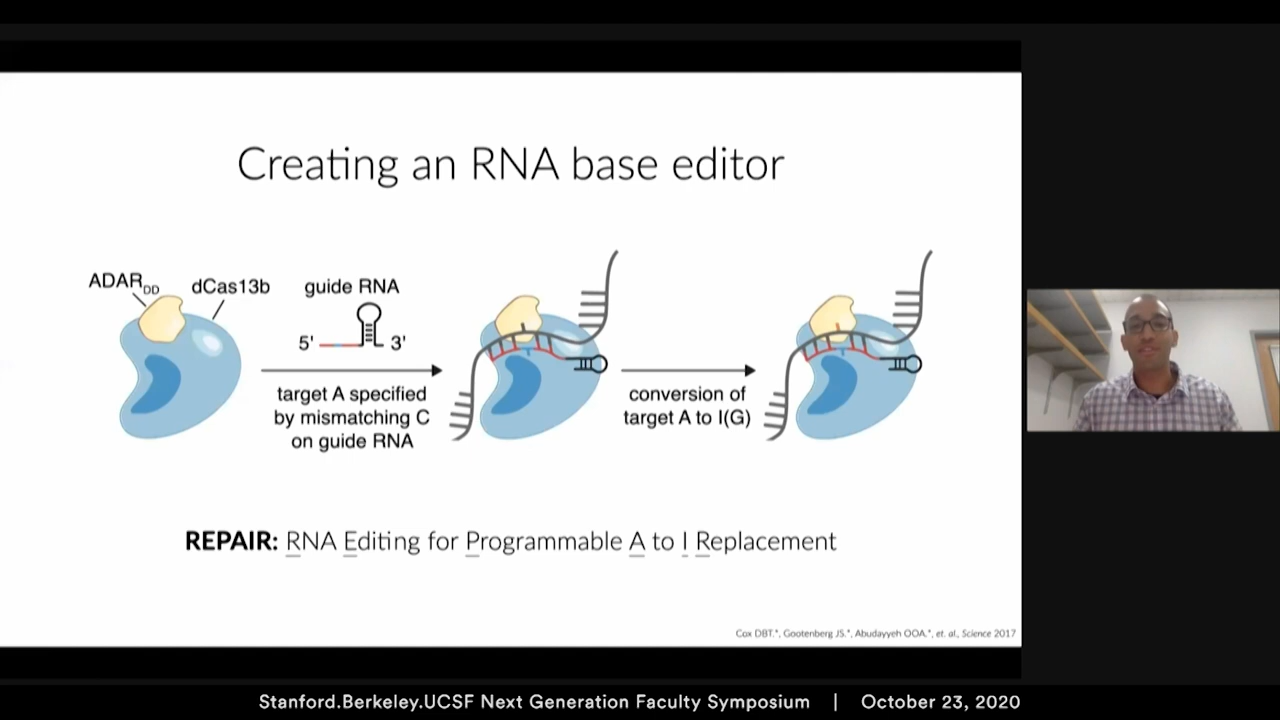 Creating an RNA base editor
ADAR_DD
dCas13b
guide RNA
5'
3'
target A specified
by mismatching C
on guide RNA
conversion of
target A to I(G)
REPAIR: RNA Editing for Programmable A to I Replacement
Cox DBT.*, Gootenberg JS.*, Abudayyeh OOA.*, et. al., Science 2017
Stanford.Berkeley.UCSF Next Generation Faculty Symposium | October 23, 2020